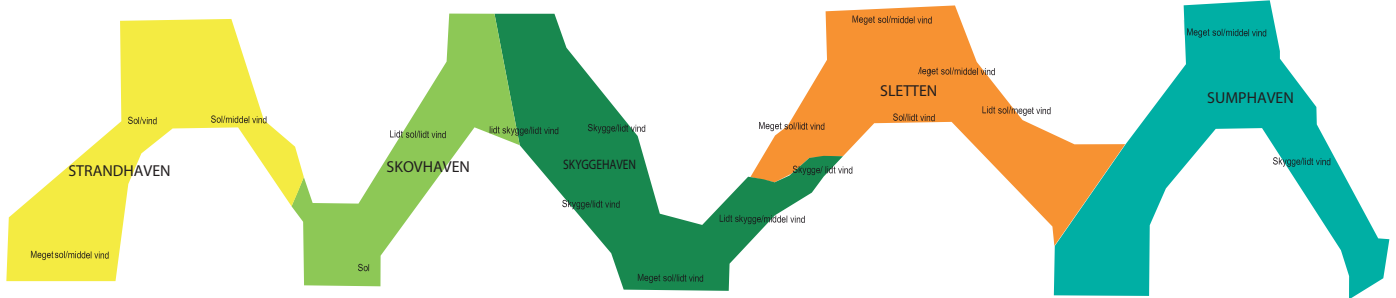 Sol/vind
Sol/middel vind
STRANDHAVEN
Meget sol/middel vind
Lidt sol/lidt vind
SKOVHAVEN
Sol
lidt skygge/lidt vind
Skygge/lidt vind
SKYGGEHAVEN
Skygge/lidt vind
Meget sol/lidt vind
Lidt skygge/middel vind
Skygge/ lidt vind
Meget sol/middel vind
Meget sol/middel vind
SLETTEN
Lidt sol/meget vind
Sol/lidt vind
Meget sol/lidt vind
Meget sol/middel vind
SUMPHAVEN
Skygge/lidt vind